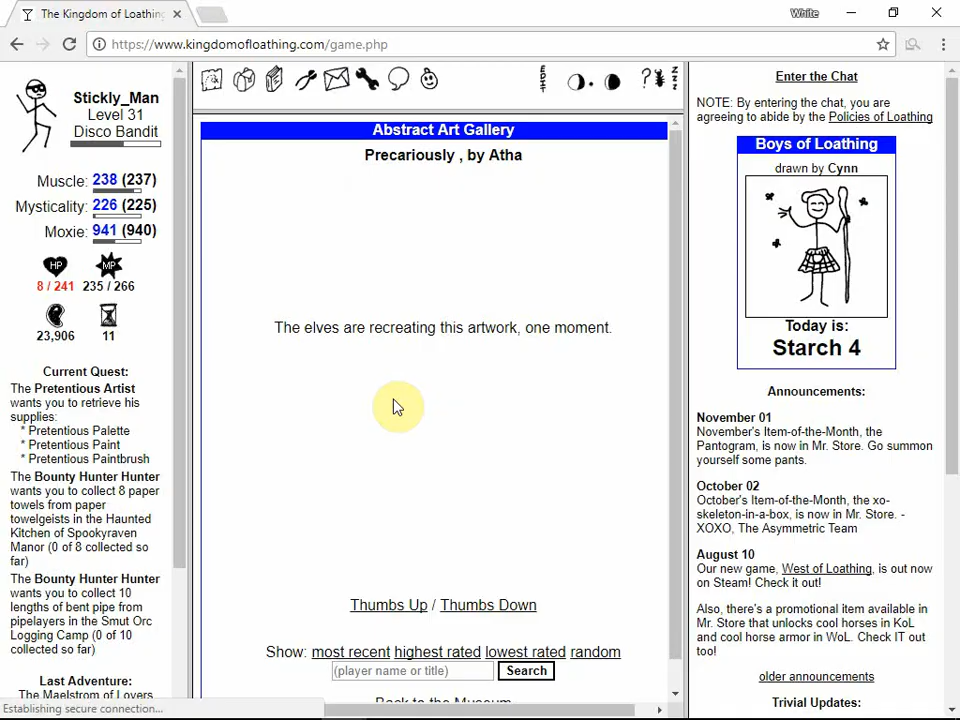 The Kingdom of Loathing
White
https://www.kingdomofloathing.com/game.php
Stickly_Man
Level 31
Disco Bandit
Muscle: 238 (237)
Mysticality: 226 (225)
Moxie: 941 (940)
HP MP
8 / 241 235 / 266
23,906 11
Current Quest:
The Pretentious Artist
wants you to retrieve his
supplies:
* Pretentious Palette
* Pretentious Paint
* Pretentious Paintbrush
The Bounty Hunter Hunter
wants you to collect 8 paper
towels from paper
towelgeists in the Haunted
Kitchen of Spookyraven
Manor (0 of 8 collected so
far)
The Bounty Hunter Hunter
wants you to collect 10
lengths of bent pipe from
pipelayers in the Smut Orc
Logging Camp (0 of 10
collected so far)
Last Adventure:
The Maelstrom of Lovers
Establishing secure connection...
EDIT
? zzz
Abstract Art Gallery
Precariously , by Atha
The elves are recreating this artwork, one moment.
Thumbs Up / Thumbs Down
Show: most recent highest rated lowest rated random
(player name or title) Search
Back to the Museum
Enter the Chat
NOTE: By entering the chat, you are
agreeing to abide by the Policies of Loathing
Boys of Loathing
drawn by Cynn
Today is:
Starch 4
Announcements:
November 01
November's Item-of-the-Month, the
Pantogram, is now in Mr. Store. Go summon
yourself some pants.
October 02
October's Item-of-the-Month, the xo-
skeleton-in-a-box, is now in Mr. Store. -
XOXO, The Asymmetric Team
August 10
Our new game, West of Loathing, is out now
on Steam! Check it out!
Also, there's a promotional item available in
Mr. Store that unlocks cool horses in KoL
and cool horse armor in WoL. Check IT out
too!
older announcements
Trivial Updates: